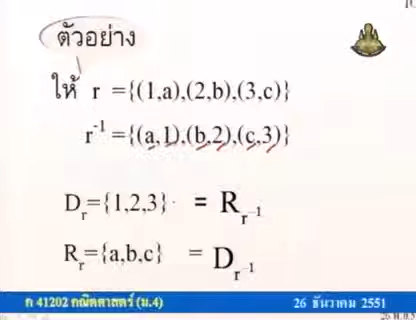 ตัวอย่าง
ให้ r ={(1,a),(2,b),(3,c)}
r⁻¹ ={(a,1),(b,2),(c,3)}
Dᵣ={1,2,3} = Rᵣ₋₁
Rᵣ={a,b,c} = Dᵣ₋₁
ค 41202 คณิตศาสตร์ (ม.4) 26 ธันวาคม 2551